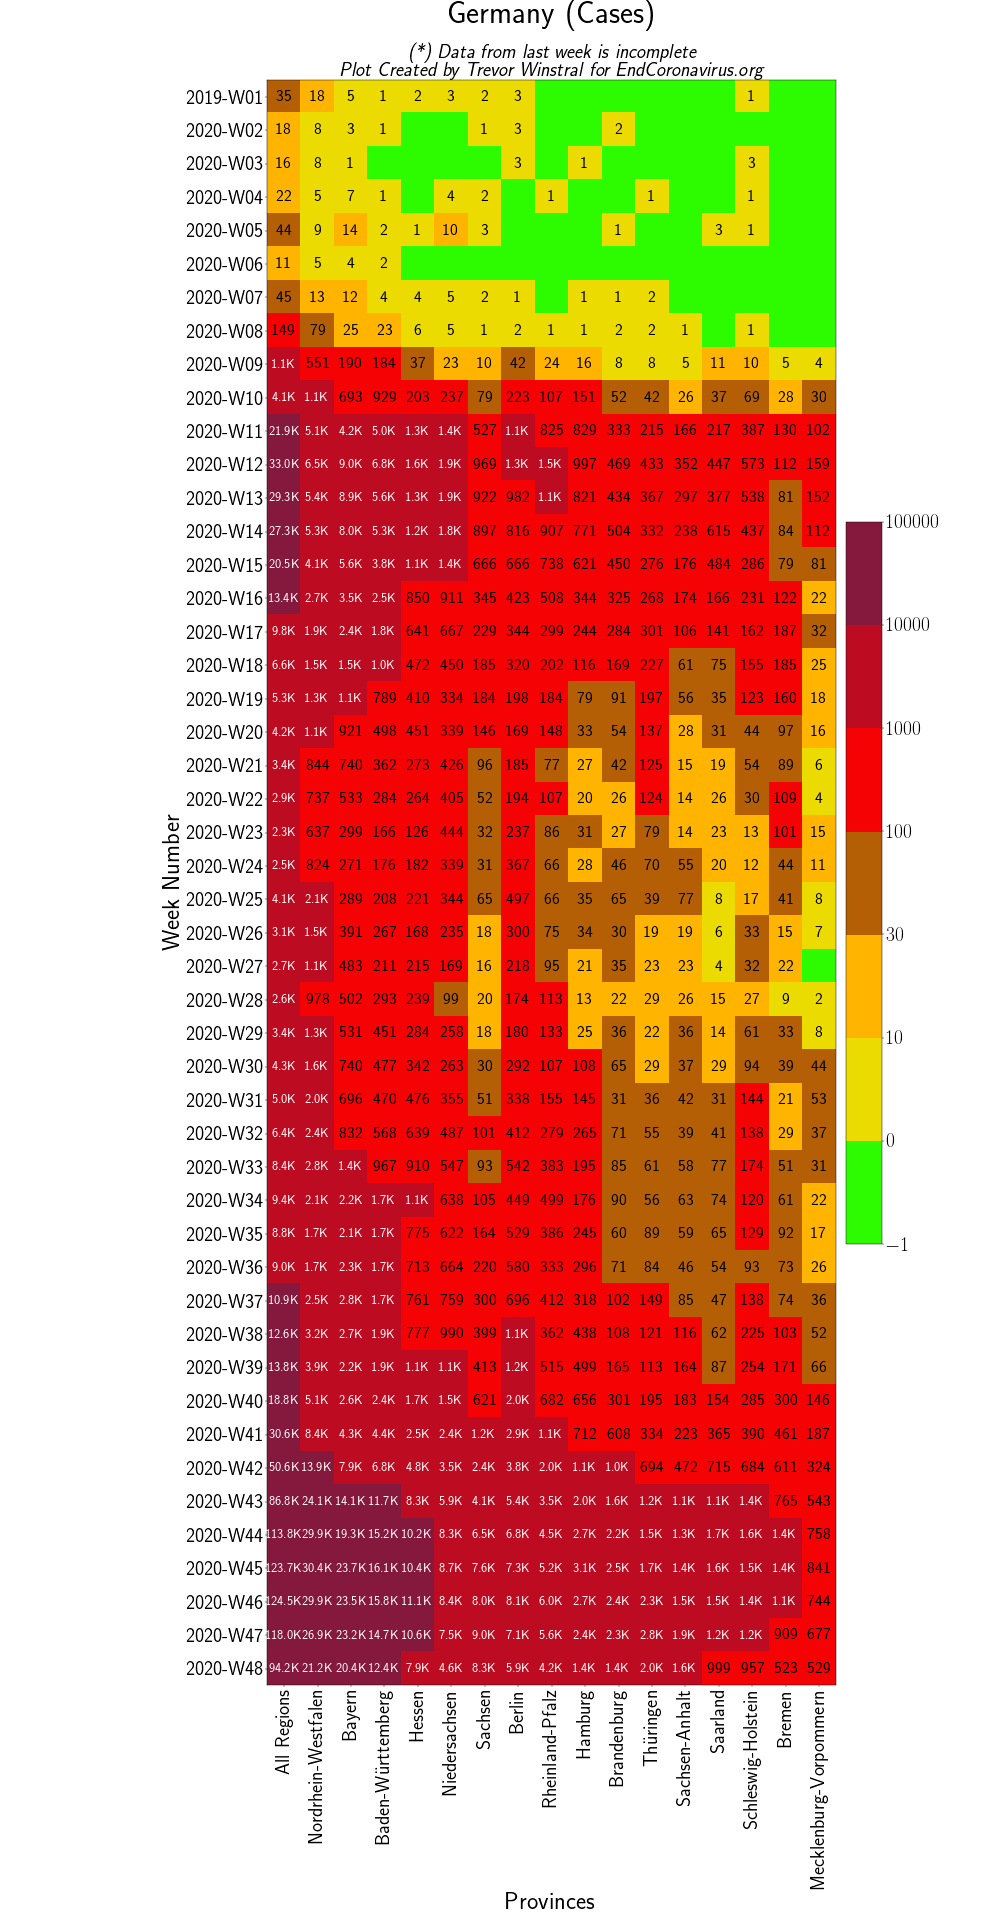 Germany (Cases)
(*) Data from last week is incomplete
Plot Created by Trevor Winstral for EndCoronavirus.org
2019-W01 35 18 5 1 2 3 2 3 1
2020-W02 18 8 3 1 1 3 2
2020-W03 16 8 1 3 1 3
2020-W04 22 5 7 1 4 2 1 1 1
2020-W05 44 9 14 2 1 10 3 1 3 1
2020-W06 11 5 4 2
2020-W07 45 13 12 4 4 5 2 1 1 1 2
2020-W08 149 79 25 23 6 5 1 2 1 1 2 2 1 1
2020-W09 1.1K 551 190 184 37 23 10 42 24 16 8 8 5 11 10 5 4
2020-W10 4.1K 1.1K 693 929 203 237 79 223 107 151 52 42 26 37 69 28 30
2020-W11 21.9K 5.1K 4.2K 5.0K 1.3K 1.4K 527 1.1K 825 829 333 215 166 217 387 130 102
2020-W12 33.0K 6.5K 9.0K 6.8K 1.6K 1.9K 969 1.3K 1.5K 997 469 433 352 447 573 112 159
2020-W13 29.3K 5.4K 8.9K 5.6K 1.3K 1.9K 922 982 1.1K 821 434 367 297 377 538 81 152
2020-W14 27.3K 5.3K 8.0K 5.3K 1.2K 1.8K 897 816 907 771 504 332 238 615 437 84 112
2020-W15 20.5K 4.1K 5.6K 3.8K 1.1K 1.4K 666 666 738 621 450 276 176 484 286 79 81
2020-W16 13.4K 2.7K 3.5K 2.5K 850 911 345 423 508 344 325 268 174 166 231 122 22
2020-W17 9.8K 1.9K 2.4K 1.8K 641 667 229 344 299 244 284 301 106 141 162 187 32
2020-W18 6.6K 1.5K 1.5K 1.0K 472 450 185 320 202 116 169 227 61 75 155 185 25
2020-W19 5.3K 1.3K 1.1K 789 410 334 184 198 184 79 91 197 56 35 123 160 18
2020-W20 4.2K 1.1K 921 498 451 339 146 169 148 33 54 137 28 31 44 97 16
2020-W21 3.4K 844 740 362 273 426 96 185 77 27 42 125 15 19 54 89 6
2020-W22 2.9K 737 533 284 264 405 52 194 107 20 26 124 14 26 30 109 4
2020-W23 2.3K 637 299 166 126 444 32 237 86 31 27 79 14 23 13 101 15
2020-W24 2.5K 824 271 176 182 339 31 367 66 28 46 70 55 20 12 44 11
2020-W25 4.1K 2.1K 289 208 221 344 65 497 66 35 65 39 77 8 17 41 8
2020-W26 3.1K 1.5K 391 267 168 235 18 300 75 34 30 19 19 6 33 15 7
2020-W27 2.7K 1.1K 483 211 215 169 16 218 95 21 35 23 23 4 32 22
2020-W28 2.6K 978 502 293 239 99 20 174 113 13 22 29 26 15 27 9 2
2020-W29 3.4K 1.3K 531 451 284 258 18 180 133 25 36 22 36 14 61 33 8
2020-W30 4.3K 1.6K 740 477 342 263 30 292 107 108 65 29 37 29 94 39 44
2020-W31 5.0K 2.0K 696 470 476 355 51 338 155 145 31 36 42 31 144 21 53
2020-W32 6.4K 2.4K 832 568 639 487 101 412 279 265 71 55 39 41 138 29 37
2020-W33 8.4K 2.8K 1.4K 967 910 547 93 542 383 195 85 61 58 77 174 51 31
2020-W34 9.4K 2.1K 2.2K 1.7K 1.1K 638 105 449 499 176 90 56 63 74 120 61 22
2020-W35 8.8K 1.7K 2.1K 1.7K 775 622 164 529 386 245 60 89 59 65 129 92 17
2020-W36 9.0K 1.7K 2.3K 1.7K 713 664 220 580 333 296 71 84 46 54 93 73 26
2020-W37 10.9K 2.5K 2.8K 1.7K 761 759 300 696 412 318 102 149 85 47 138 74 36
2020-W38 12.6K 3.2K 2.7K 1.9K 777 990 399 1.1K 362 438 108 121 116 62 225 103 52
2020-W39 13.8K 3.9K 2.2K 1.9K 1.1K 1.1K 413 1.2K 515 499 165 113 164 87 254 171 66
2020-W40 18.8K 5.1K 2.6K 2.4K 1.7K 1.5K 621 2.0K 682 656 301 195 183 154 285 300 146
2020-W41 30.6K 8.4K 4.3K 4.4K 2.5K 2.4K 1.2K 2.9K 1.1K 712 608 334 223 365 390 461 187
2020-W42 50.6K 13.9K 7.9K 6.8K 4.8K 3.5K 2.4K 3.8K 2.0K 1.1K 1.0K 694 472 715 684 611 324
2020-W43 86.8K 24.1K 14.1K 11.7K 8.3K 5.9K 4.1K 5.4K 3.5K 2.0K 1.6K 1.2K 1.1K 1.1K 1.4K 765 543
2020-W44 113.8K 29.9K 19.3K 15.2K 10.2K 8.3K 6.5K 6.8K 4.5K 2.7K 2.2K 1.5K 1.3K 1.7K 1.6K 1.4K 758
2020-W45 123.7K 30.4K 23.7K 16.1K 10.4K 8.7K 7.6K 7.3K 5.2K 3.1K 2.5K 1.7K 1.4K 1.6K 1.5K 1.4K 841
2020-W46 124.5K 29.9K 23.5K 15.8K 11.1K 8.4K 8.0K 8.1K 6.0K 2.7K 2.4K 2.3K 1.5K 1.5K 1.4K 1.1K 744
2020-W47 118.0K 26.9K 23.2K 14.7K 10.6K 7.5K 9.0K 7.1K 5.6K 2.4K 2.3K 2.8K 1.9K 1.2K 1.2K 909 677
2020-W48 94.2K 21.2K 20.4K 12.4K 7.9K 4.6K 8.3K 5.9K 4.2K 1.4K 1.4K 2.0K 1.6K 999 957 523 529
Week Number
All Regions
Nordrhein-Westfalen
Bayern
Baden-Württemberg
Hessen
Niedersachsen
Sachsen
Berlin
Rheinland-Pfalz
Hamburg
Brandenburg
Thüringen
Sachsen-Anhalt
Saarland
Schleswig-Holstein
Bremen
Mecklenburg-Vorpommern
Provinces
100000
10000
1000
100
30
10
0
−1